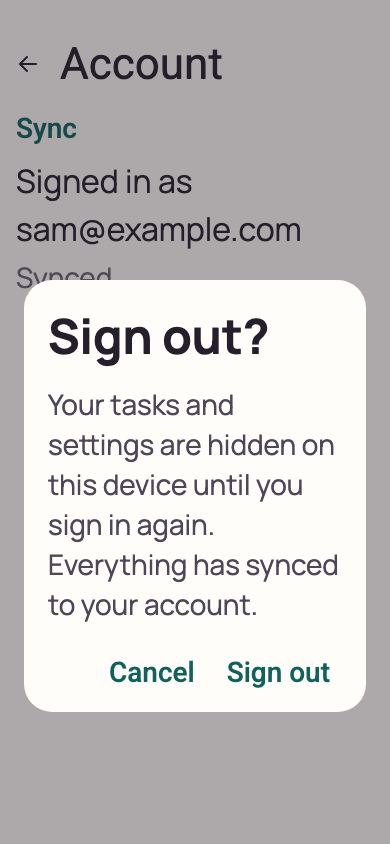 Account
Sync
Signed in as
sam@example.com
Synced
Sign out?
Your tasks and
settings are hidden on
this device until you
sign in again.
Everything has synced
to your account.
Cancel Sign out